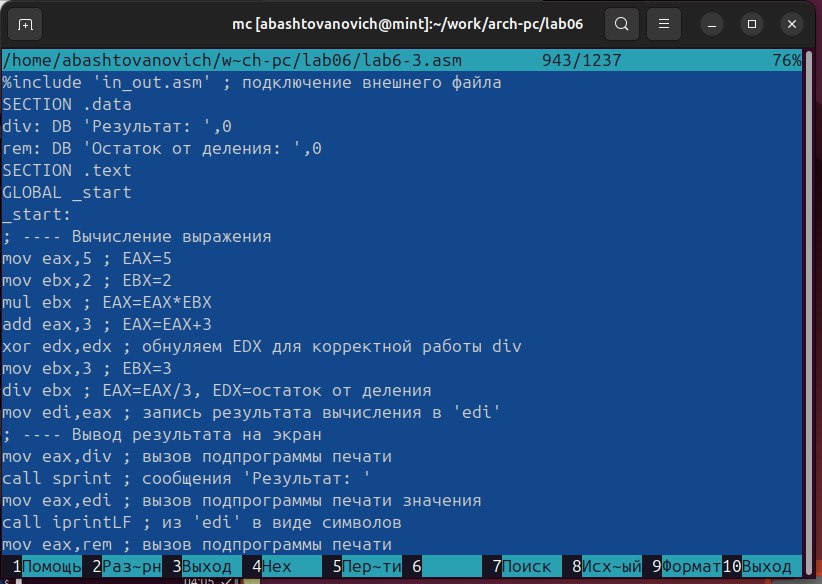 mc [abashtovanovich@mint]:~/work/arch-pc/lab06
/home/abashtovanovich/w~ch-pc/lab06/lab6-3.asm 943/1237 76%
%include 'in_out.asm' ; подключение внешнего файла
SECTION .data
div: DB 'Результат: ',0
rem: DB 'Остаток от деления: ',0
SECTION .text
GLOBAL _start
_start:
; ---- Вычисление выражения
mov eax,5 ; EAX=5
mov ebx,2 ; EBX=2
mul ebx ; EAX=EAX*EBX
add eax,3 ; EAX=EAX+3
xor edx,edx ; обнуляем EDX для корректной работы div
mov ebx,3 ; EBX=3
div ebx ; EAX=EAX/3, EDX=остаток от деления
mov edi,eax ; запись результата вычисления в 'edi'
; ---- Вывод результата на экран
mov eax,div ; вызов подпрограммы печати
call sprint ; сообщения 'Результат: '
mov eax,edi ; вызов подпрограммы печати значения
call iprintLF ; из 'edi' в виде символов
mov eax,rem ; вызов подпрограммы печати
1Помощь 2Раз~рн 3Выход 4Hex 5Пер~ти 6 7Поиск 8Исх~ый 9Формат 10Выход